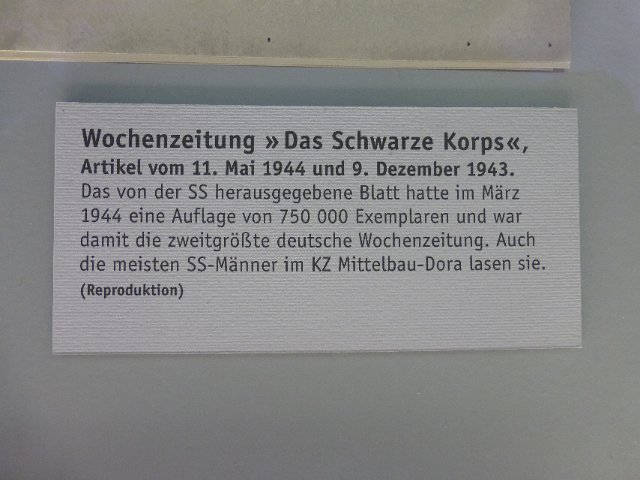 Wochenzeitung »Das Schwarze Korps«,
Artikel vom 11. Mai 1944 und 9. Dezember 1943.
Das von der SS herausgegebene Blatt hatte im März
1944 eine Auflage von 750 000 Exemplaren und war
damit die zweitgrößte deutsche Wochenzeitung. Auch
die meisten SS-Männer im KZ Mittelbau-Dora lasen sie.
(Reproduktion)